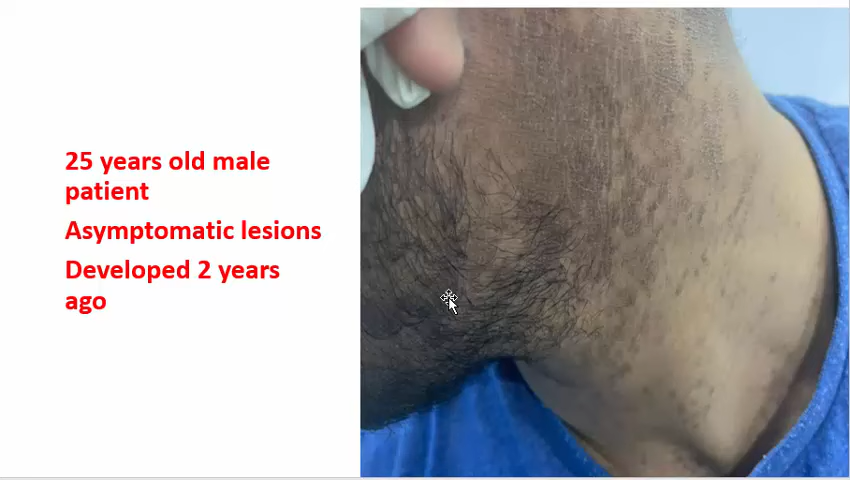 25 years old male
patient
Asymptomatic lesions
Developed 2 years
ago